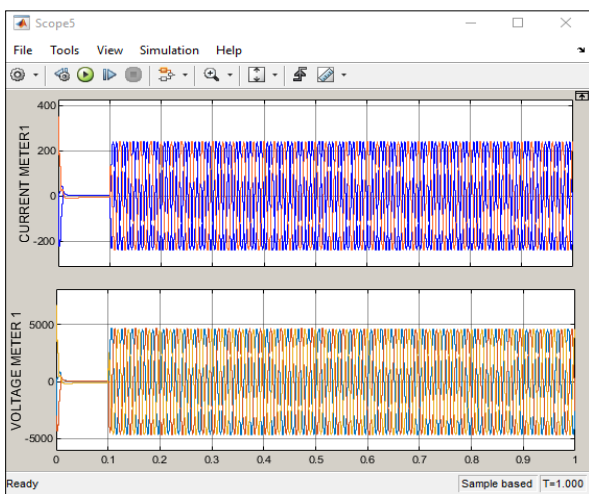 Scope5
File Tools View Simulation Help
CURRENT METER1
400
200
0
-200
VOLTAGE METER 1
5000
0
-5000
0 0.1 0.2 0.3 0.4 0.5 0.6 0.7 0.8 0.9 1
Ready Sample based T=1.000